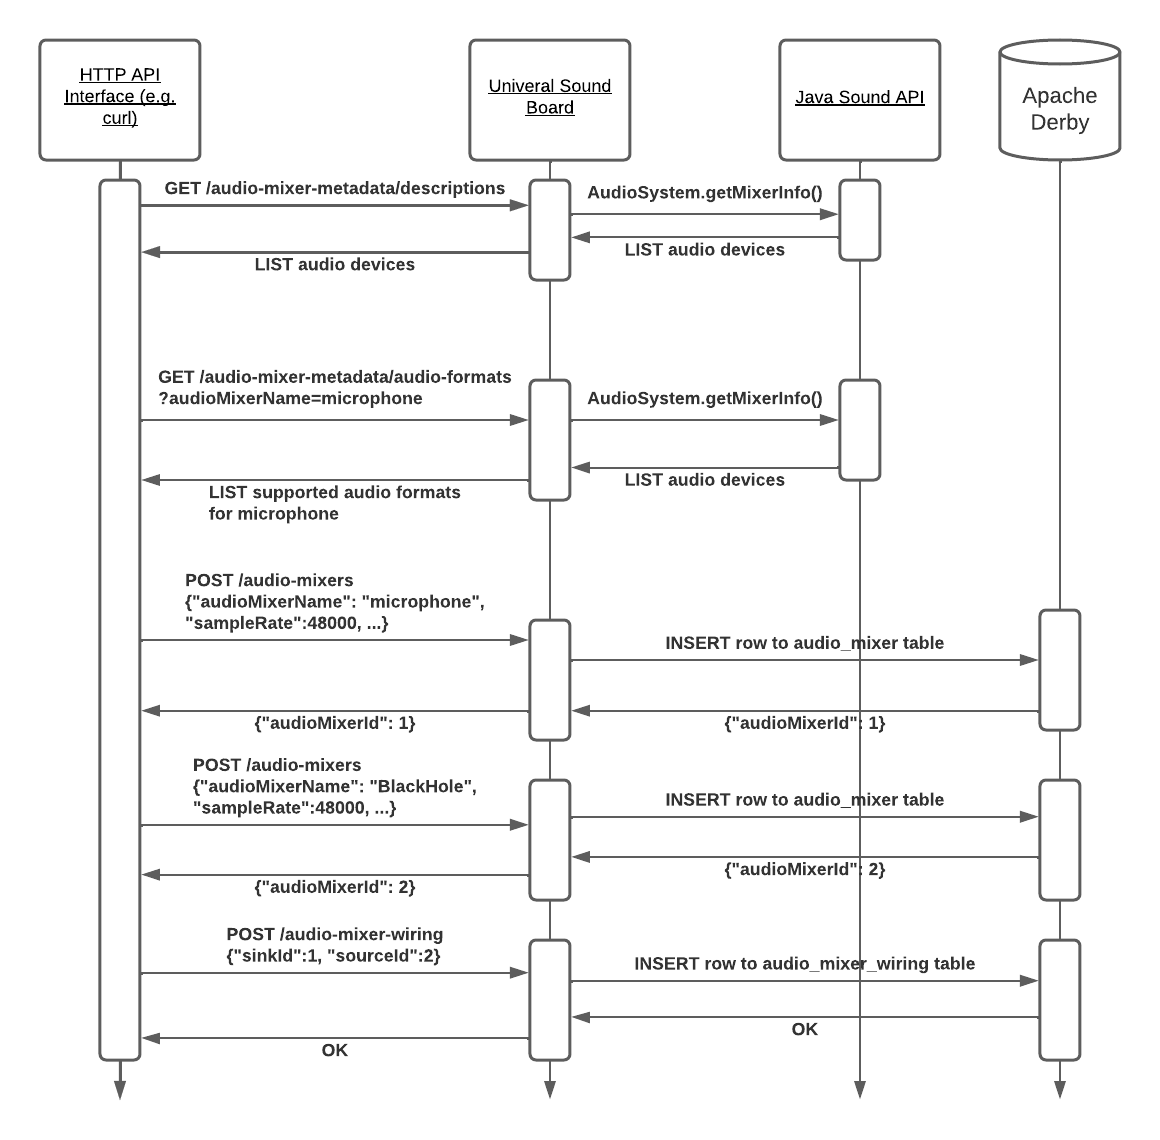 HTTP API
Interface (e.g.
curl)
Univeral Sound
Board
Java Sound API
Apache
Derby
GET /audio-mixer-metadata/descriptions
AudioSystem.getMixerInfo()
LIST audio devices
LIST audio devices
GET /audio-mixer-metadata/audio-formats
?audioMixerName=microphone
AudioSystem.getMixerInfo()
LIST audio devices
LIST supported audio formats
for microphone
POST /audio-mixers
{"audioMixerName": "microphone",
"sampleRate":48000, ...}
INSERT row to audio_mixer table
{"audioMixerId": 1}
{"audioMixerId": 1}
POST /audio-mixers
{"audioMixerName": "BlackHole",
"sampleRate":48000, ...}
INSERT row to audio_mixer table
{"audioMixerId": 2}
{"audioMixerId": 2}
POST /audio-mixer-wiring
{"sinkId":1, "sourceId":2}
INSERT row to audio_mixer_wiring table
OK
OK